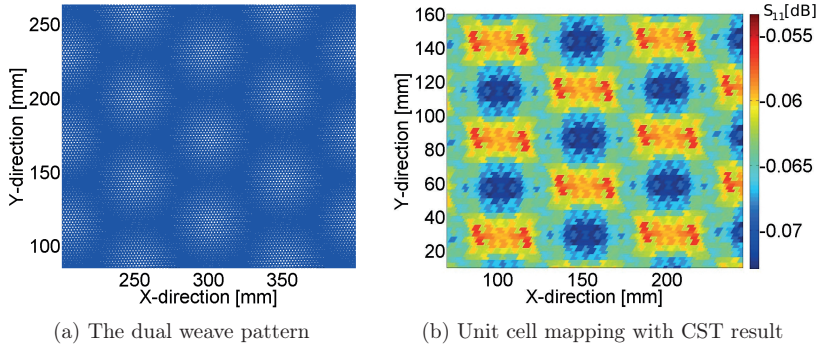 250
200
150
100
Y-direction [mm]
250 300 350
X-direction [mm]
(a) The dual weave pattern
160
140
120
100
80
60
40
20
Y-direction [mm]
100 150 200
X-direction [mm]
S11[dB]
-0.055
-0.06
-0.065
-0.07
(b) Unit cell mapping with CST result